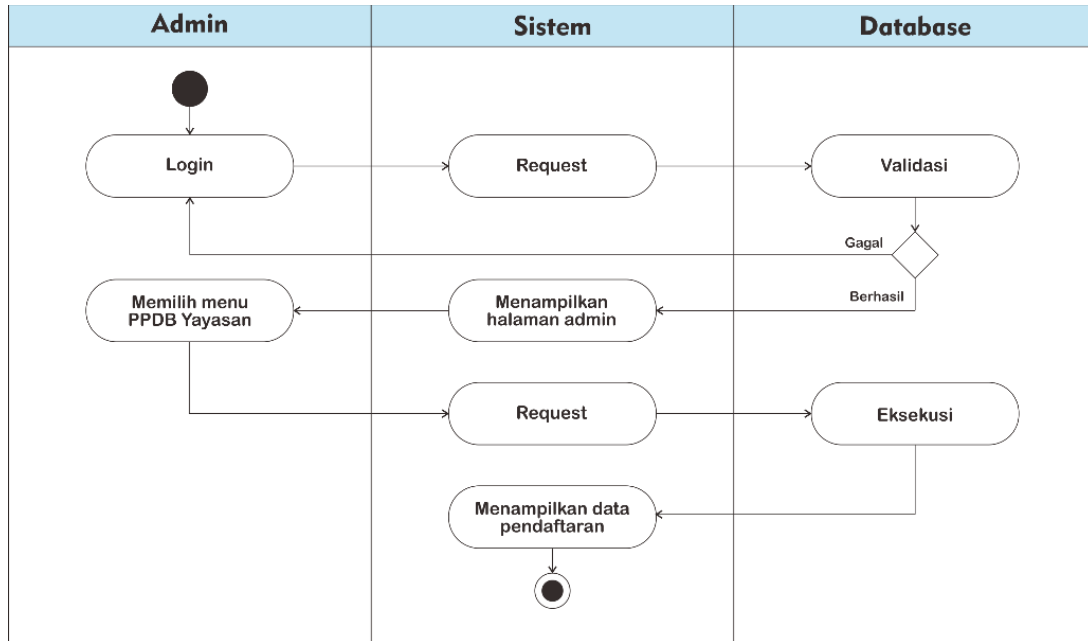 Admin
Sistem
Database
Login
Request
Validasi
Gagal
Berhasil
Memilih menu
PPDB Yayasan
Menampilkan
halaman admin
Request
Eksekusi
Menampilkan data
pendaftaran